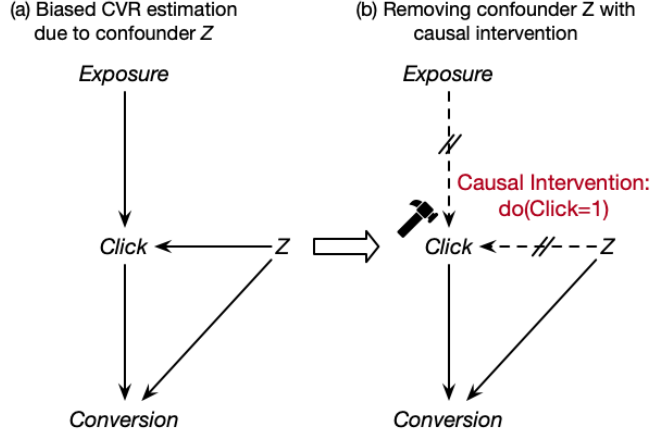 (a) Biased CVR estimation
due to confounder Z
Exposure
Click
Z
Conversion
(b) Removing confounder Z with
causal intervention
Exposure
Causal Intervention:
do(Click=1)
Click
Z
Conversion